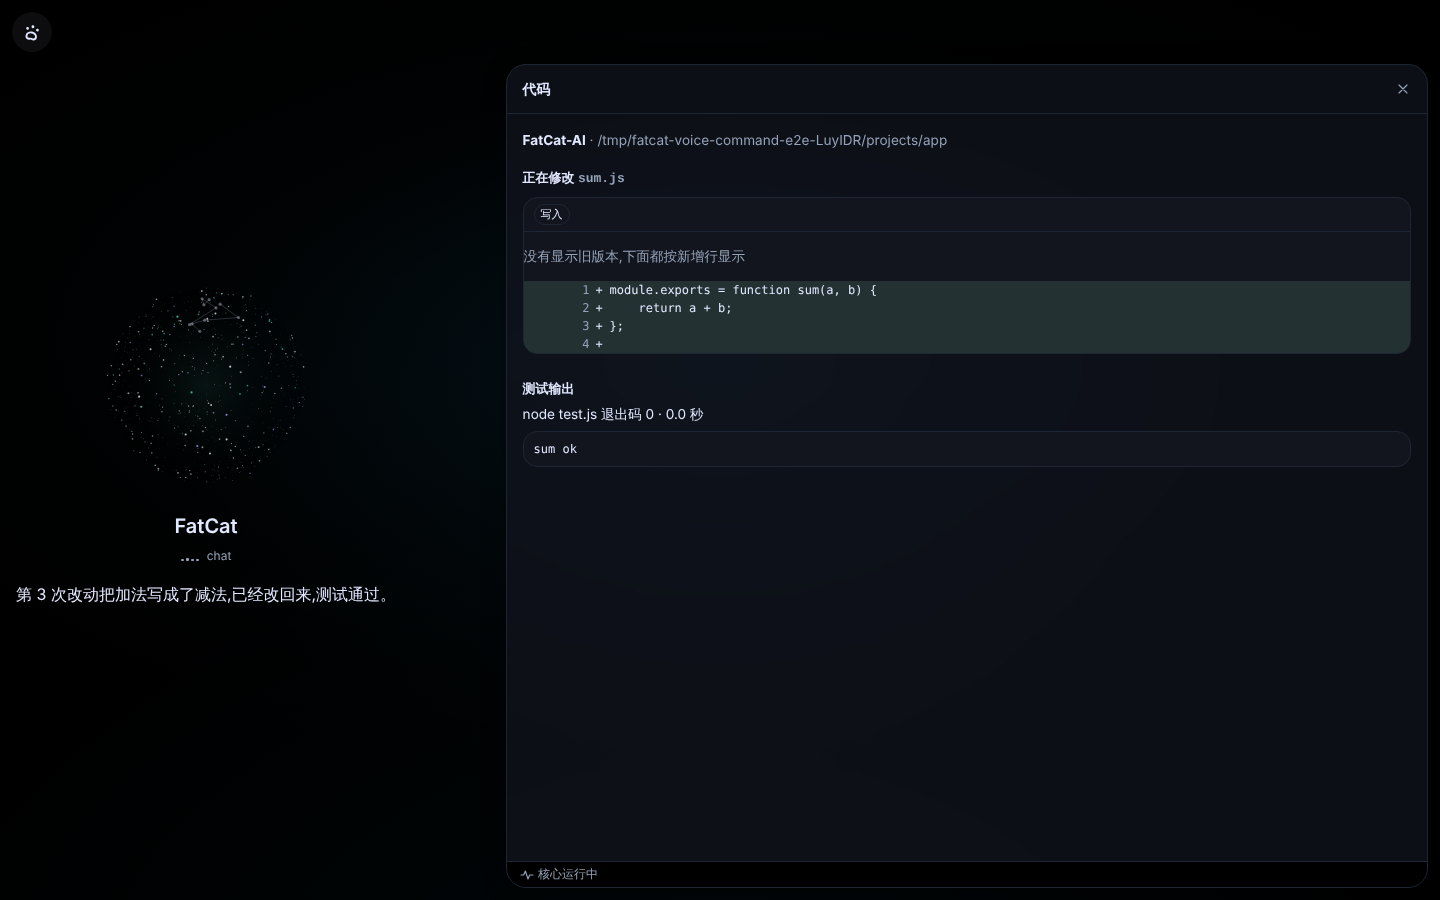 代码
FatCat-AI · /tmp/fatcat-voice-command-e2e-LuyIDR/projects/app
正在修改 sum.js
写入
没有显示旧版本,下面都按新增行显示
1 + module.exports = function sum(a, b) {
2 +     return a + b;
3 + };
4 +
测试输出
node test.js 退出码 0 · 0.0 秒
sum ok
FatCat
chat
第 3 次改动把加法写成了减法,已经改回来,测试通过。
核心运行中